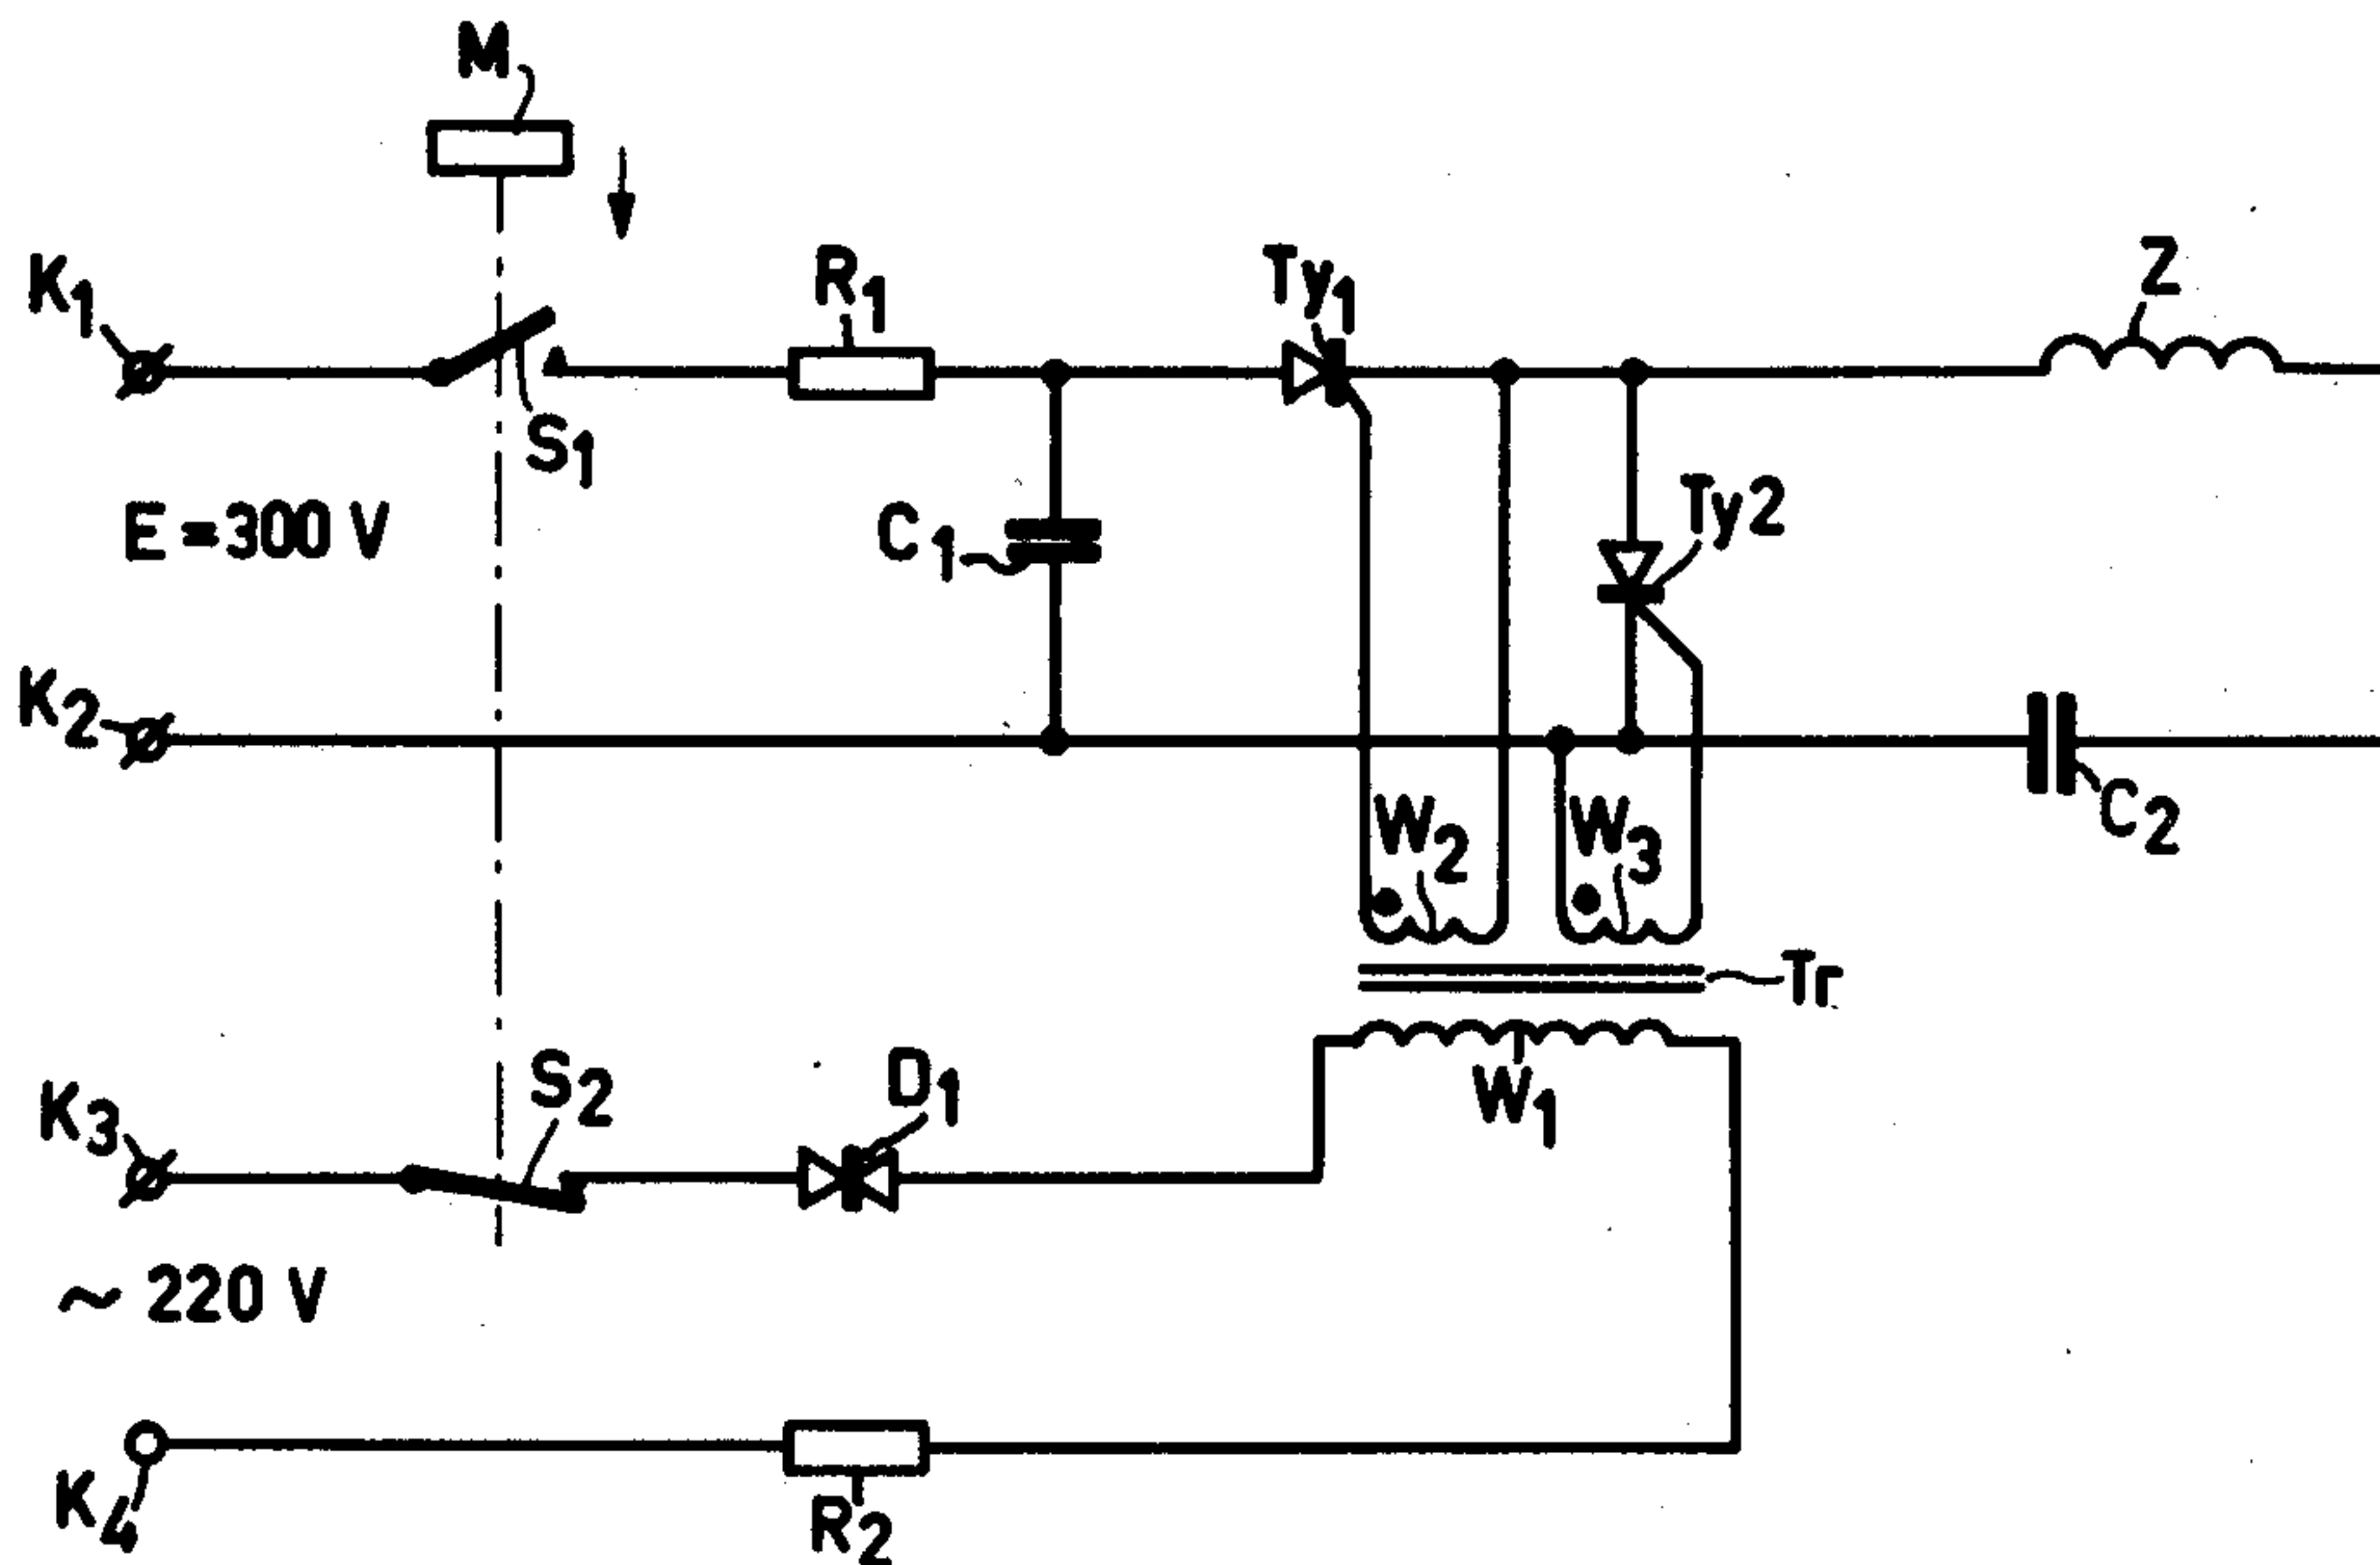 M
K1
S1
R1
Ty1
Z
E = 300 V
C1
Ty2
K2
C2
W2
W3
Tr
W1
K3
S2
D1
~ 220 V
K4
R2